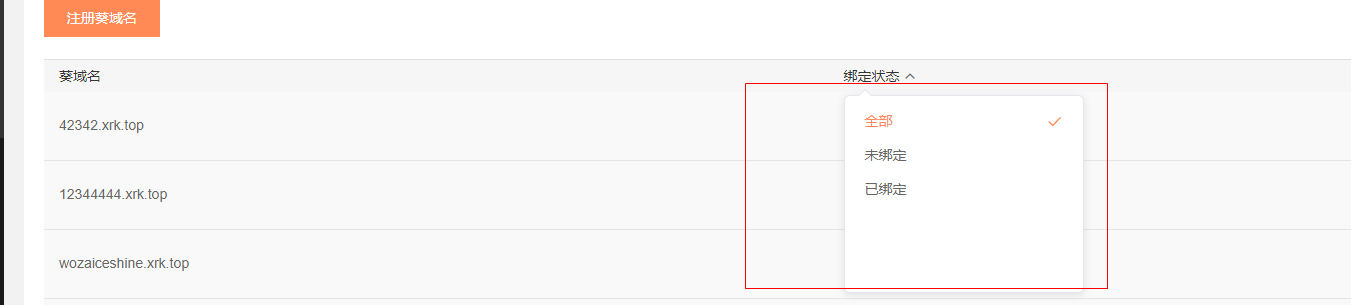 注册葵域名
葵域名 绑定状态
42342.xrk.top
全部
未绑定
12344444.xrk.top
已绑定
wozaiceshine.xrk.top